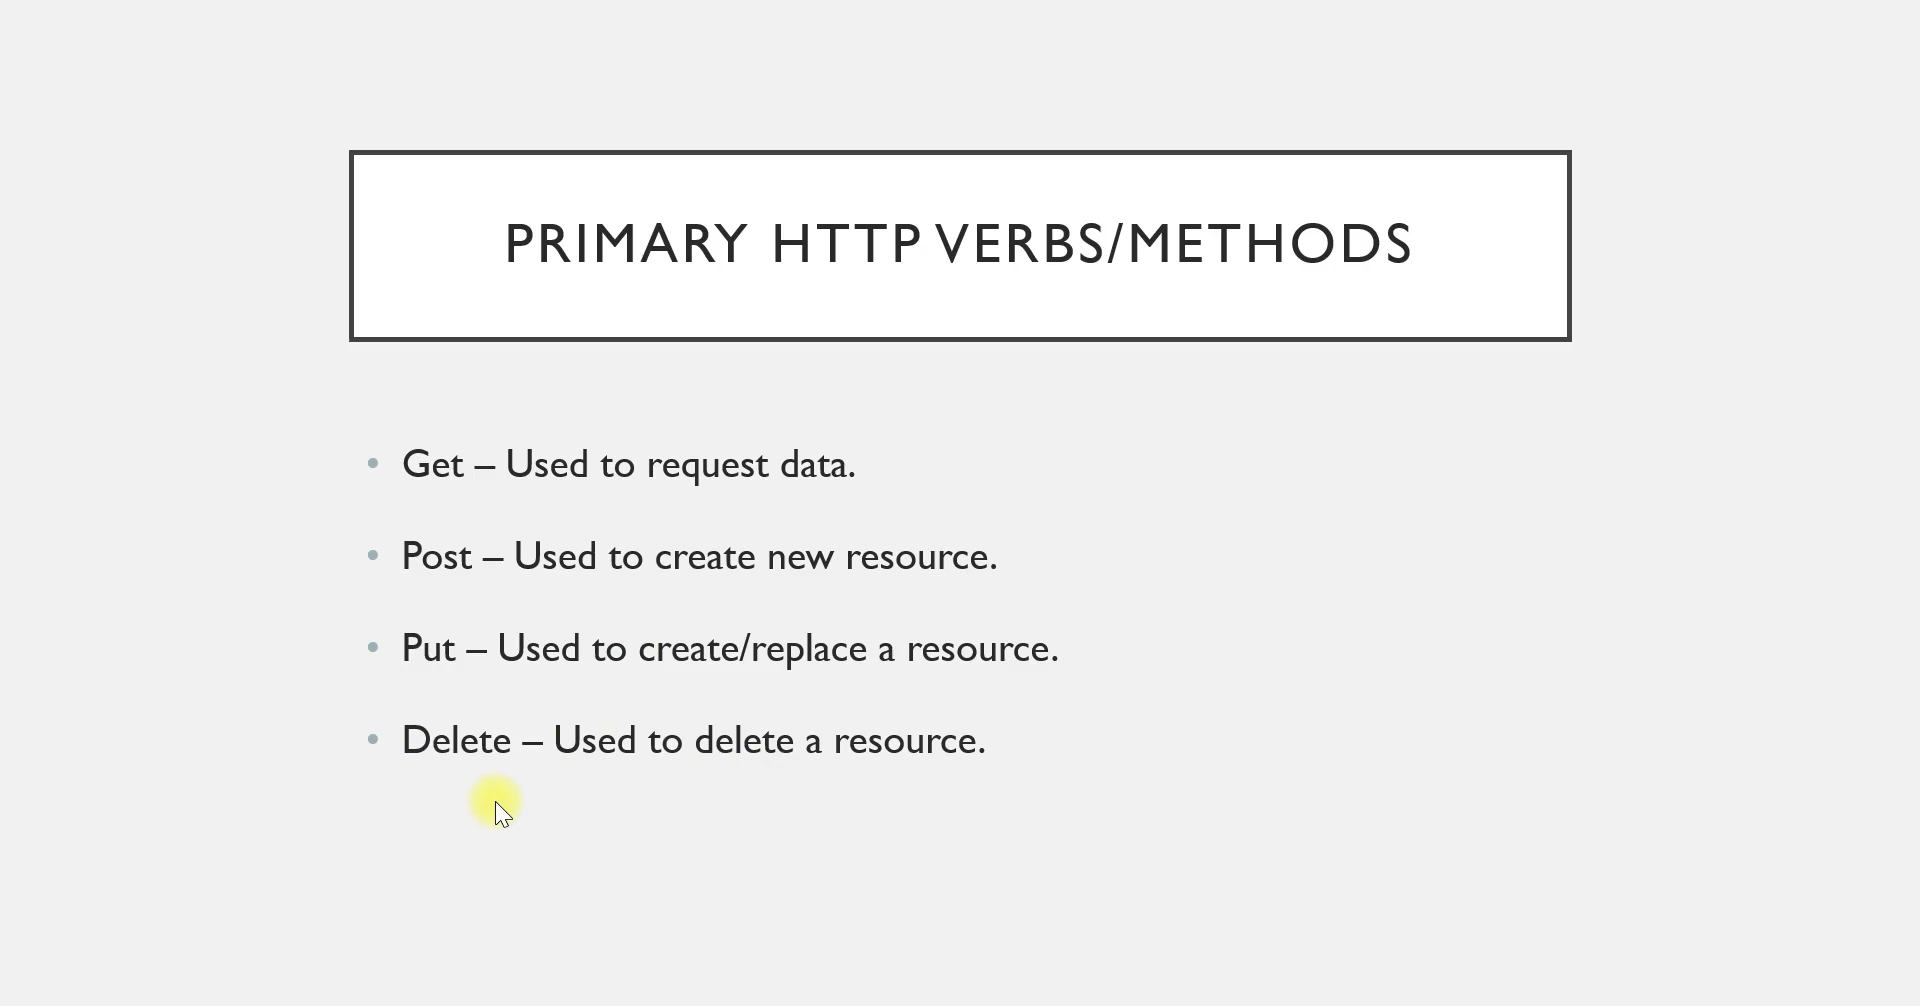 PRIMARY HTTP VERBS/METHODS
• Get – Used to request data.
• Post – Used to create new resource.
• Put – Used to create/replace a resource.
• Delete – Used to delete a resource.